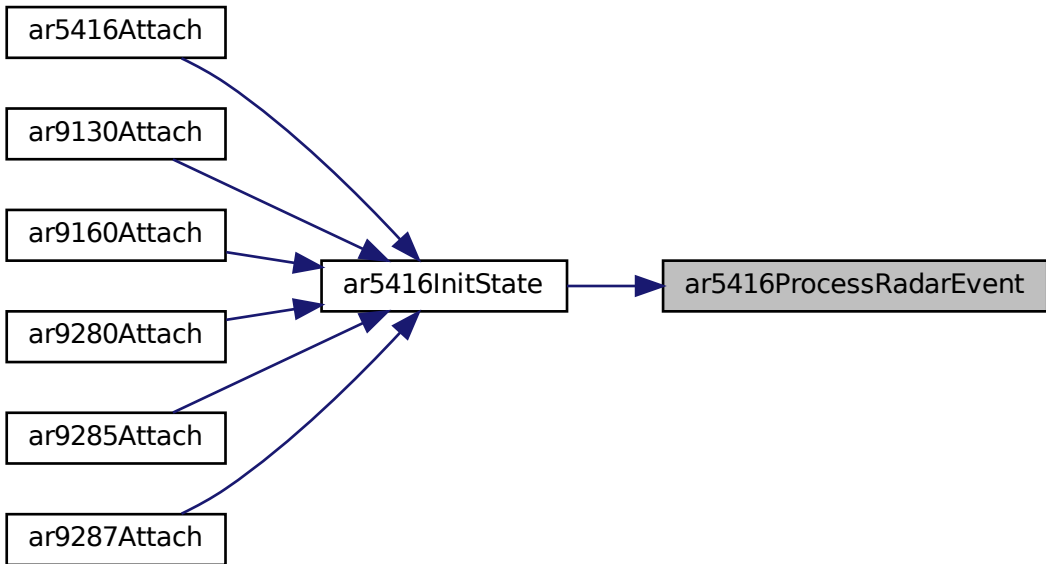 ar5416Attach
ar9130Attach
ar9160Attach
ar5416InitState
ar5416ProcessRadarEvent
ar9280Attach
ar9285Attach
ar9287Attach